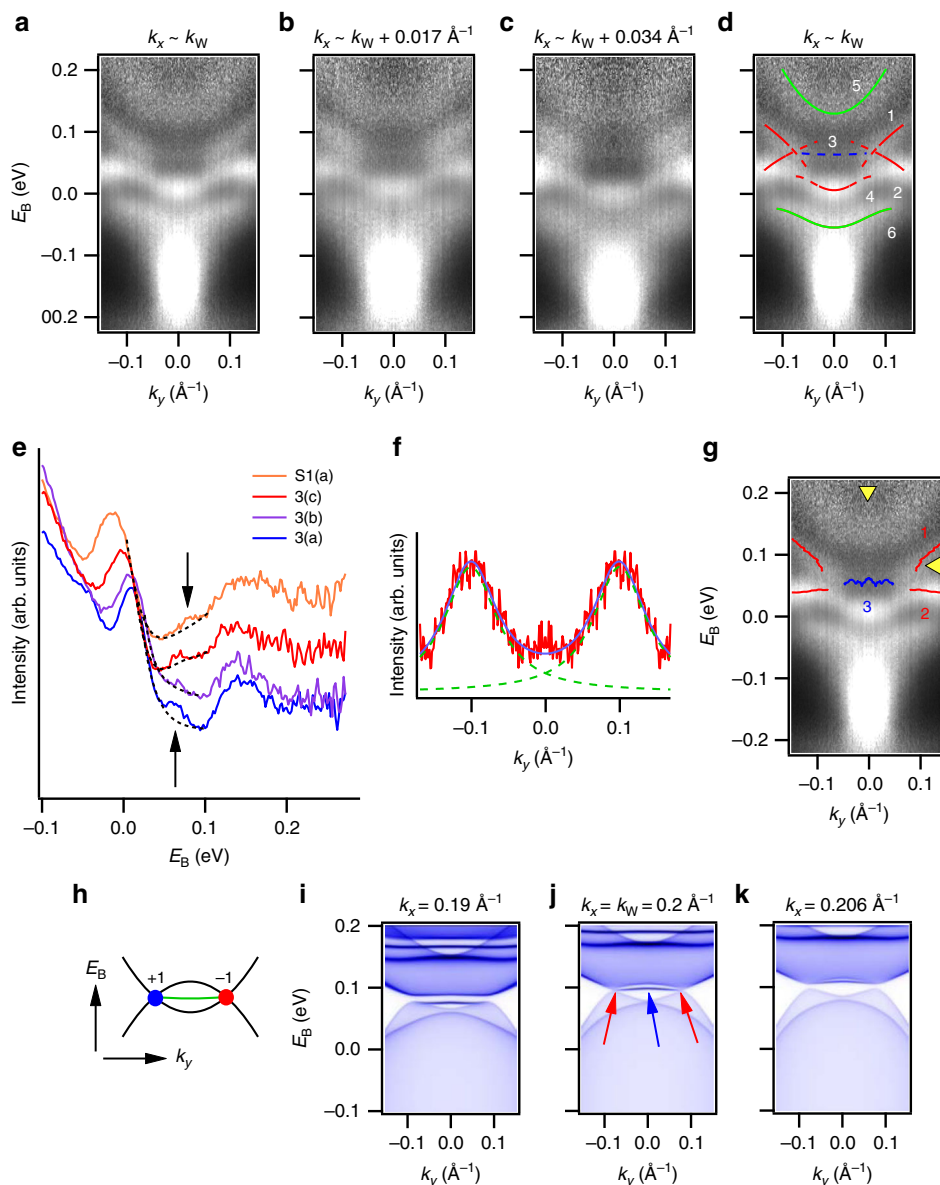 a b c d
kx ~ kW
kx ~ kW + 0.017 Å–1
kx ~ kW + 0.034 Å–1
kx ~ kW
0.2
0.1
0.0
–0.1
00.2
EB (eV)
5
1
3
4
2
6
–0.1 0.0 0.1
–0.1 0.0 0.1
–0.1 0.0 0.1
–0.1 0.0 0.1
ky (Å–1)
ky (Å–1)
ky (Å–1)
ky (Å–1)
e
Intensity (arb. units)
S1(a)
3(c)
3(b)
3(a)
–0.1 0.0 0.1 0.2
EB (eV)
f
Intensity (arb. units)
–0.1 0.0 0.1
ky (Å–1)
g
0.2
0.1
0.0
–0.1
–0.2
EB (eV)
1
3
2
–0.1 0.0 0.1
ky (Å–1)
h
EB
+1 –1
ky
i j k
kx = 0.19 Å–1
kx = kW = 0.2 Å–1
kx = 0.206 Å–1
0.2
0.1
0.0
–0.1
EB (eV)
–0.1 0.0 0.1
–0.1 0.0 0.1
–0.1 0.0 0.1
ky (Å–1)
ky (Å–1)
ky (Å–1)